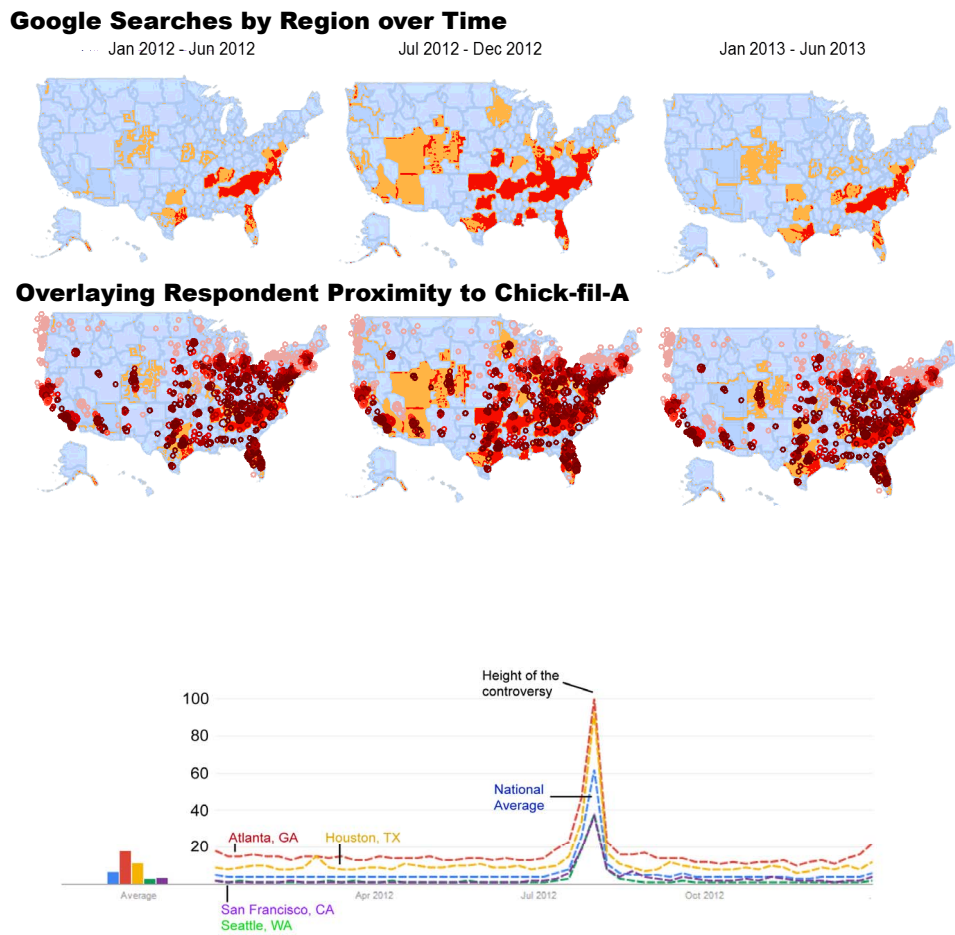 Google Searches by Region over Time
Jan 2012 - Jun 2012
Jul 2012 - Dec 2012
Jan 2013 - Jun 2013
Overlaying Respondent Proximity to Chick-fil-A
Height of the
controversy
100
80
60
40
20
National
Average
Atlanta, GA
Houston, TX
Average
Apr 2012
Jul 2012
Oct 2012
San Francisco, CA
Seattle, WA